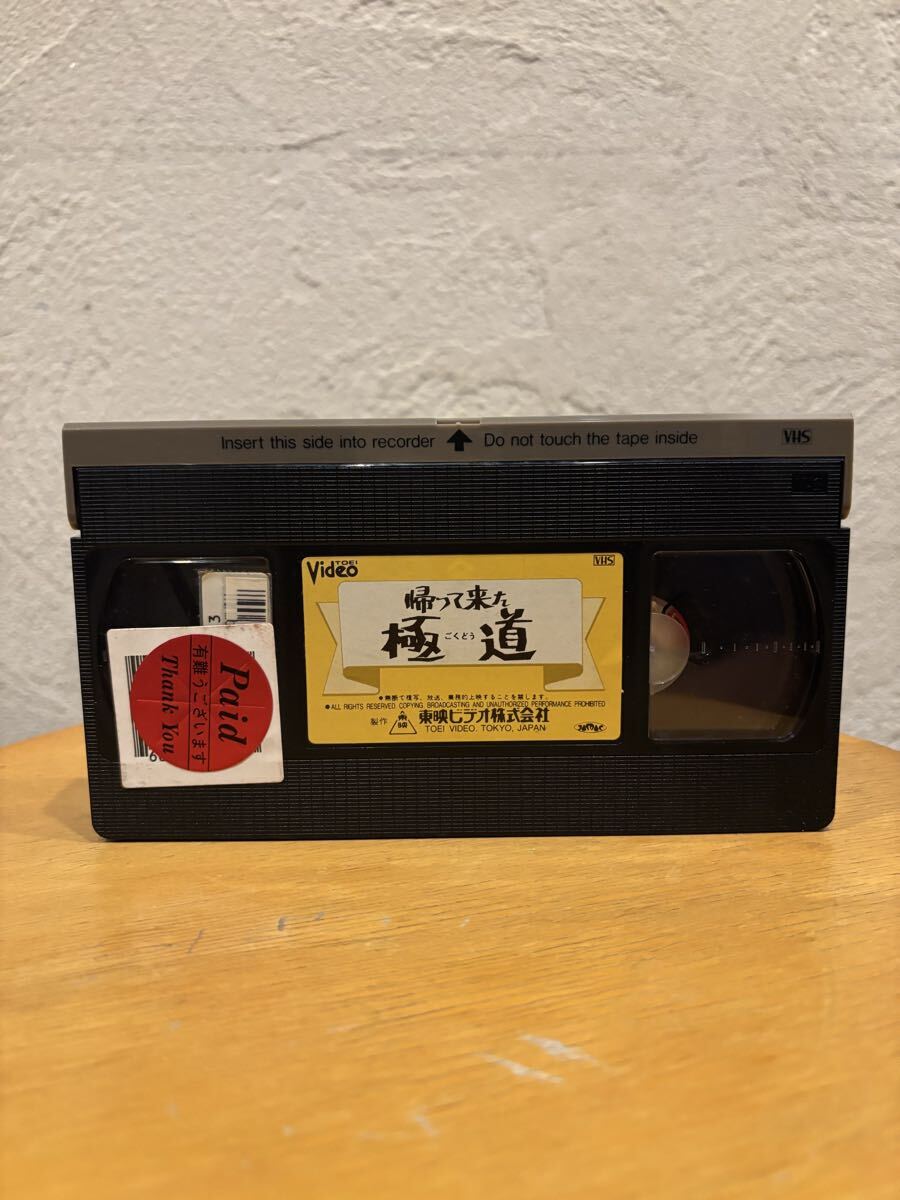 Insert this side into recorder Do not touch the tape inside VHS
TOEI
Video
VHS
帰って来た
極道
ごくどう
●無断で複写、放送、業務的上映することを禁じます。
●ALL RIGHTS RESERVED. COPYING, BROADCASTING AND UNAUTHORIZED PERFORMANCE PROHIBITED
製作 東映 東映ビデオ株式会社
TOEI VIDEO. TOKYO, JAPAN
Paid
有難うございます
Thank You
3